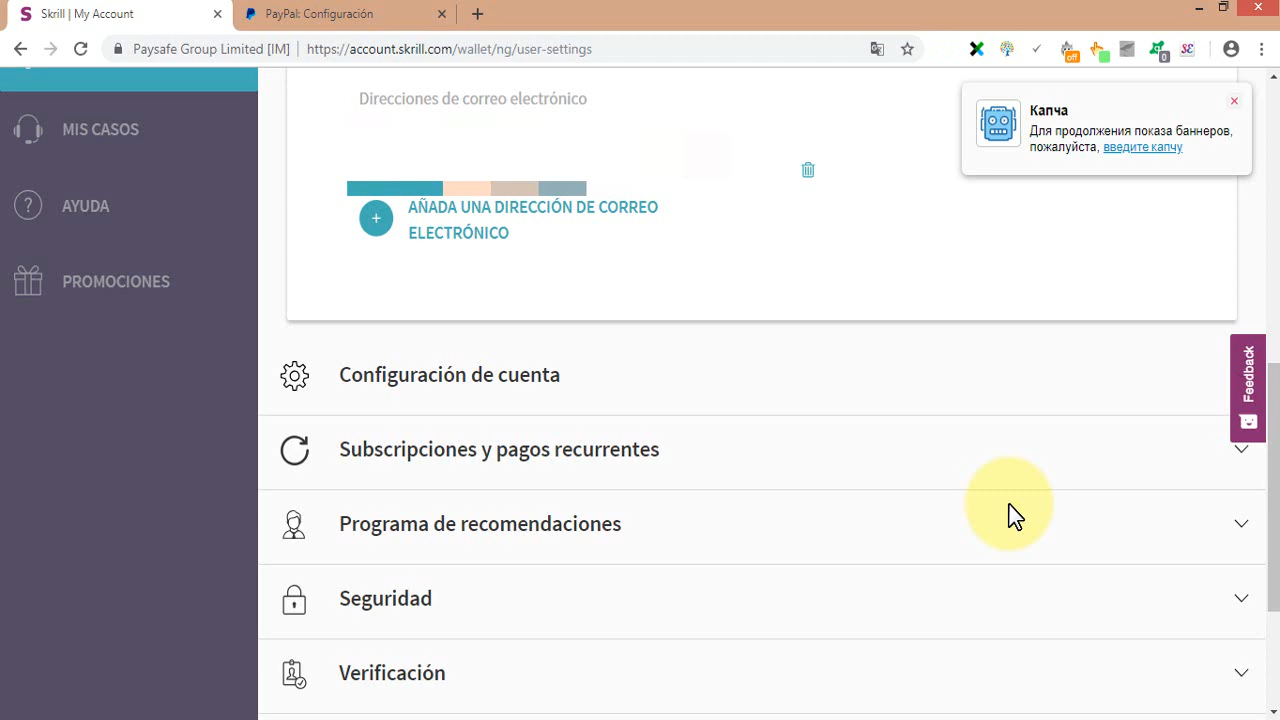 Skrill | My Account
PayPal: Configuración
Paysafe Group Limited [IM]
https://account.skrill.com/wallet/ng/user-settings
off
0
MIS CASOS
AYUDA
PROMOCIONES
Direcciones de correo electrónico
AÑADA UNA DIRECCIÓN DE CORREO
ELECTRÓNICO
Капча
Для продолжения показа баннеров,
пожалуйста, введите капчу
Feedback
Configuración de cuenta
Subscripciones y pagos recurrentes
Programa de recomendaciones
Seguridad
Verificación